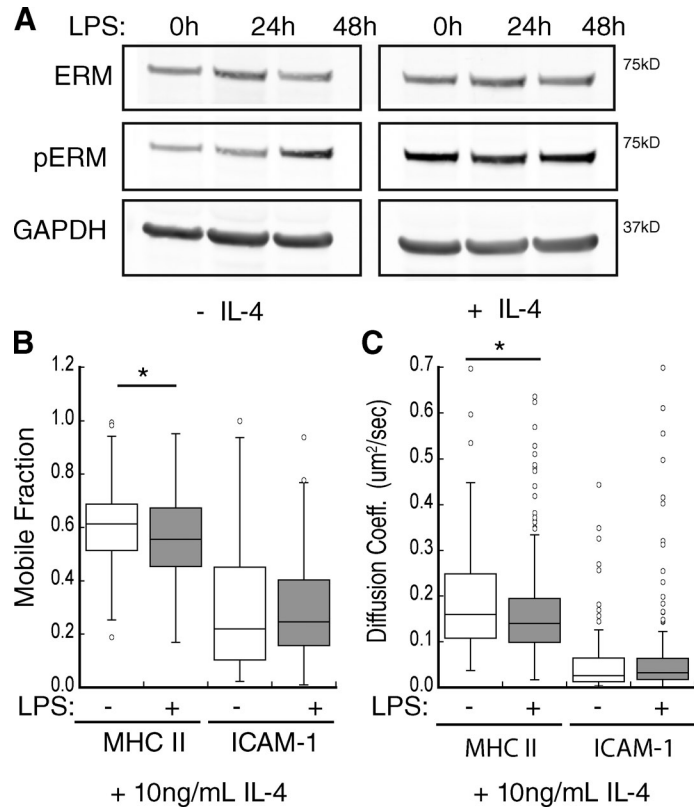 A LPS: 0h 24h 48h 0h 24h 48h
ERM 75kD
pERM 75kD
GAPDH 37kD
- IL-4 + IL-4
B
Mobile Fraction
1.2
1.0
0.8
0.6
0.4
0.2
0.0
*
LPS: - + - +
MHC II ICAM-1
+ 10ng/mL IL-4
C
Diffusion Coeff. (um²/sec)
0.7
0.6
0.5
0.4
0.3
0.2
0.1
0.0
*
LPS: - + - +
MHC II ICAM-1
+ 10ng/mL IL-4